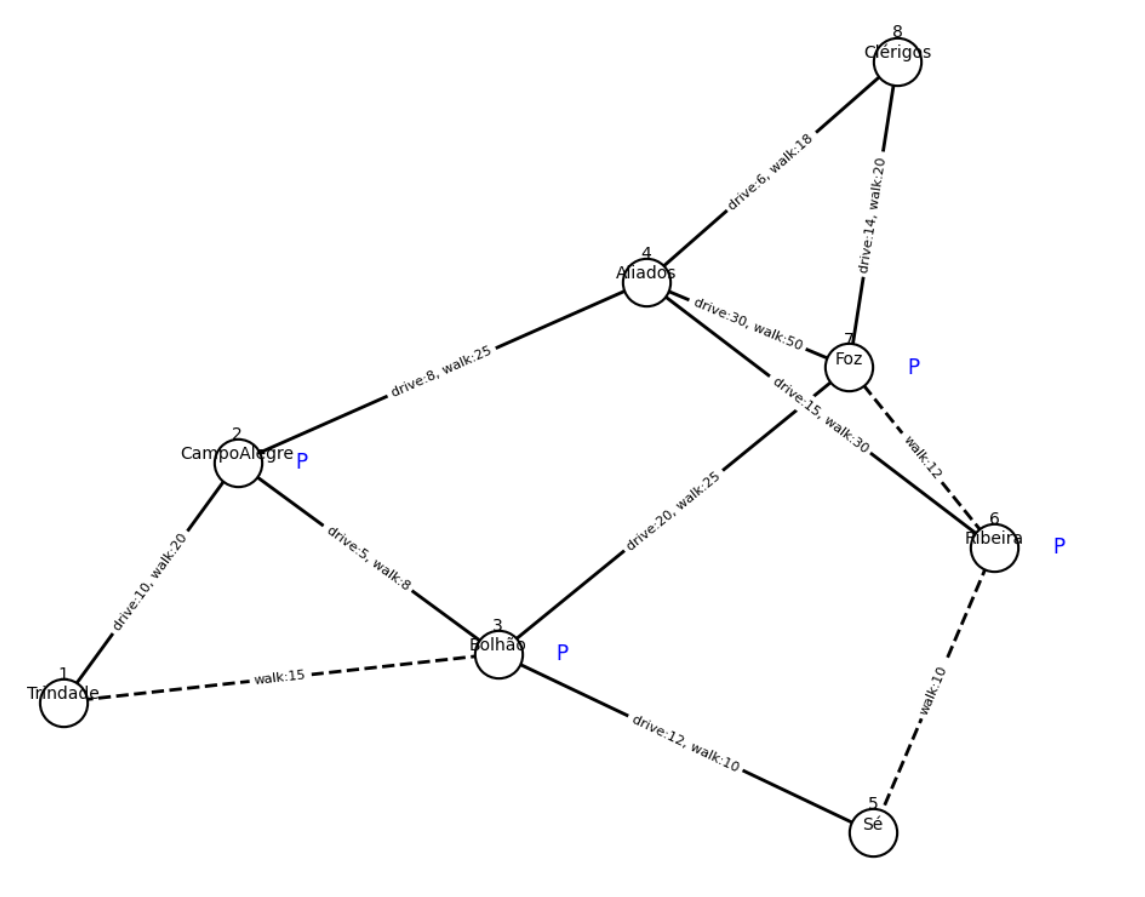 8
Clérigos
drive:6, walk:18
drive:14, walk:20
4
Aliados
drive:30, walk:50
7
Foz
P
drive:8, walk:25
drive:15, walk:30
2
CampoAlegre
P
walk:12
drive:20, walk:25
6
Ribeira
P
drive:5, walk:8
drive:10, walk:20
3
Bolhão
P
1
Trindade
walk:15
walk:10
drive:12, walk:10
5
Sé